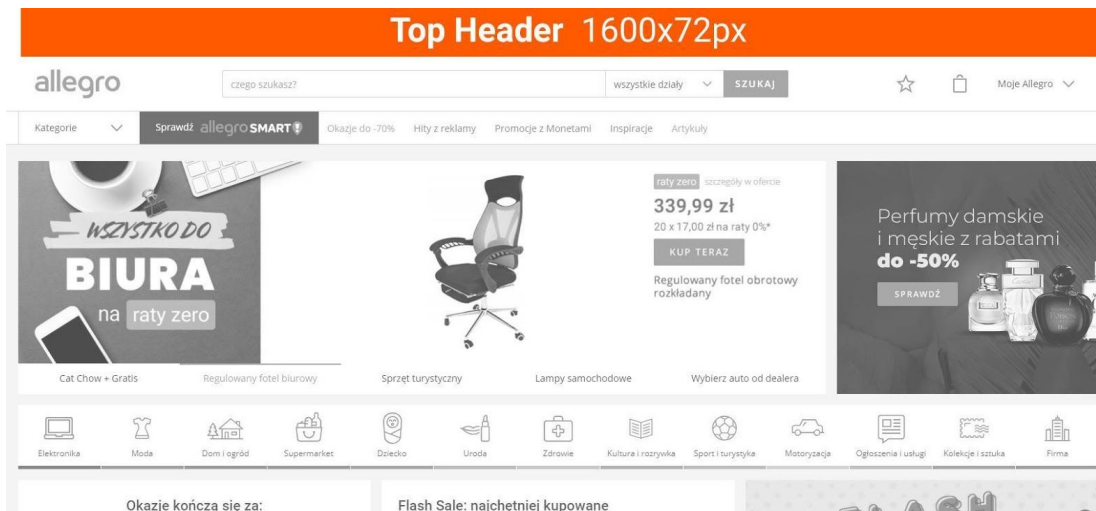 Top Header 1600x72px
allegro
czego szukasz?
wszystkie działy
SZUKAJ
Moje Allegro
Kategorie
Sprawdź allegro SMART!
Okazje do -70%
Hity z reklamy
Promocje z Monetami
Inspiracje
Artykuły
WSZYSTKO DO
BIURA
na raty zero
raty zero szczegóły w ofercie
339,99 zł
20 x 17,00 zł na raty 0%*
KUP TERAZ
Regulowany fotel obrotowy
rozkładany
Perfumy damskie
i męskie z rabatami
do -50%
SPRAWDŹ
Cat Chow + Gratis
Regulowany fotel biurowy
Sprzęt turystyczny
Lampy samochodowe
Wybierz auto od dealera
Elektronika
Moda
Dom i ogród
Supermarket
Dziecko
Uroda
Zdrowie
Kultura i rozrywka
Sport i turystyka
Motoryzacja
Ogłoszenia i usługi
Kolekcje i sztuka
Firma
Okazje kończą się za:
Flash Sale: najchętniej kupowane